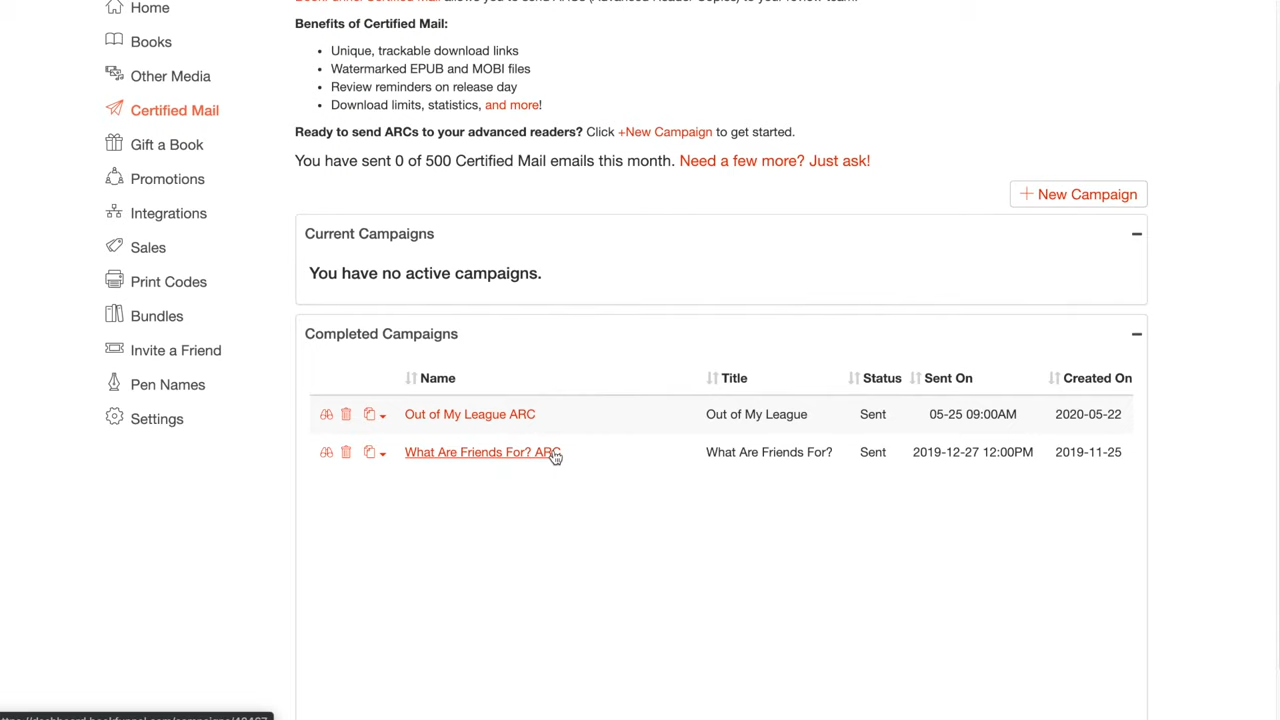 Home
Books
Other Media
Certified Mail
Gift a Book
Promotions
Integrations
Sales
Print Codes
Bundles
Invite a Friend
Pen Names
Settings
Benefits of Certified Mail:
• Unique, trackable download links
• Watermarked EPUB and MOBI files
• Review reminders on release day
• Download limits, statistics, and more!
Ready to send ARCs to your advanced readers? Click +New Campaign to get started.
You have sent 0 of 500 Certified Mail emails this month. Need a few more? Just ask!
+ New Campaign
Current Campaigns
You have no active campaigns.
Completed Campaigns
Name Title Status Sent On Created On
Out of My League ARC Out of My League Sent 05-25 09:00AM 2020-05-22
What Are Friends For? ARC What Are Friends For? Sent 2019-12-27 12:00PM 2019-11-25